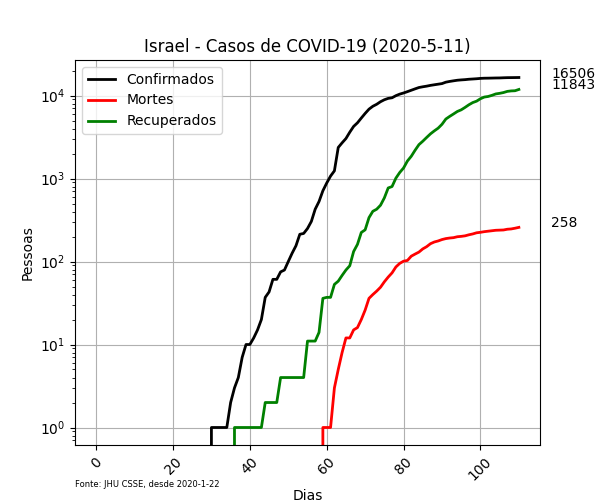 Israel - Casos de COVID-19 (2020-5-11)
Confirmados
Mortes
Recuperados
16506
11843
258
10⁴
10³
10²
10¹
10⁰
Pessoas
0
20
40
60
80
100
Dias
Fonte: JHU CSSE, desde 2020-1-22